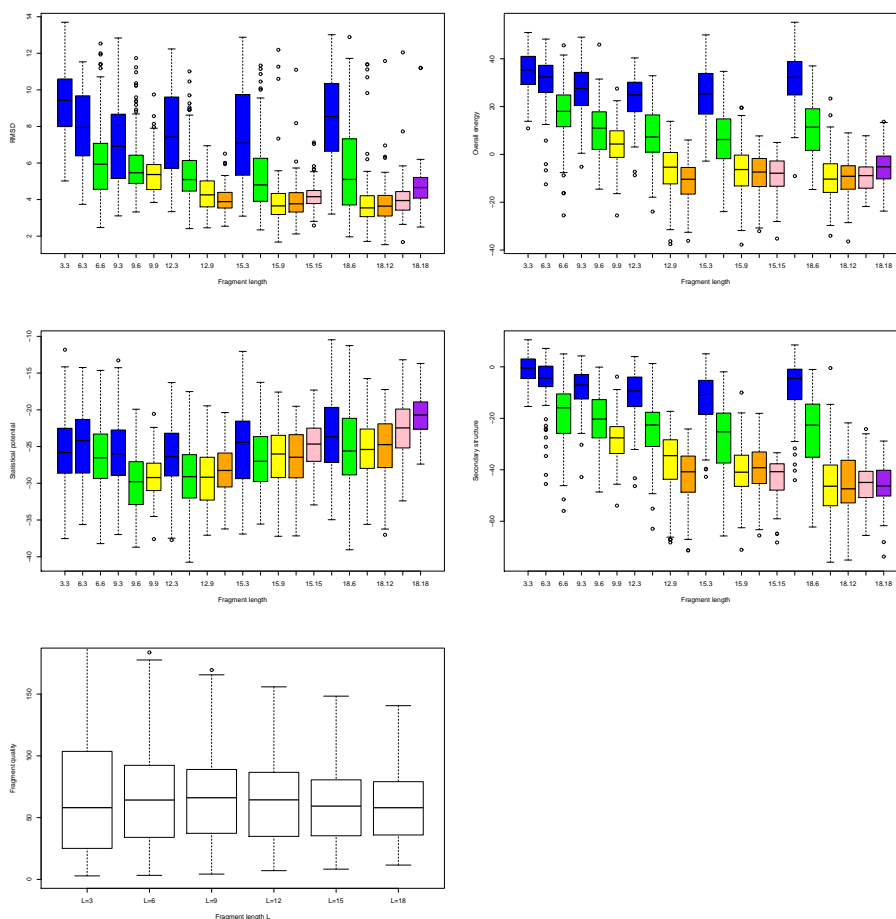 14
12
10
8
6
4
2
RMSD
3.3 6.3 6.6 9.3 9.6 9.9 12.3 12.9 15.3 15.9 15.15 18.6 18.12 18.18
Fragment length
40
20
0
−20
−40
Overall energy
3.3 6.3 6.6 9.3 9.6 9.9 12.3 12.9 15.3 15.9 15.15 18.6 18.12 18.18
Fragment length
−10
−15
−20
−25
−30
−35
−40
Statistical potential
3.3 6.3 6.6 9.3 9.6 9.9 12.3 12.9 15.3 15.9 15.15 18.6 18.12 18.18
Fragment length
0
−20
−40
−60
Secondary structure
3.3 6.3 6.6 9.3 9.6 9.9 12.3 12.9 15.3 15.9 15.15 18.6 18.12 18.18
Fragment length
150
100
50
0
Fragment quality
L=3 L=6 L=9 L=12 L=15 L=18
Fragment length L